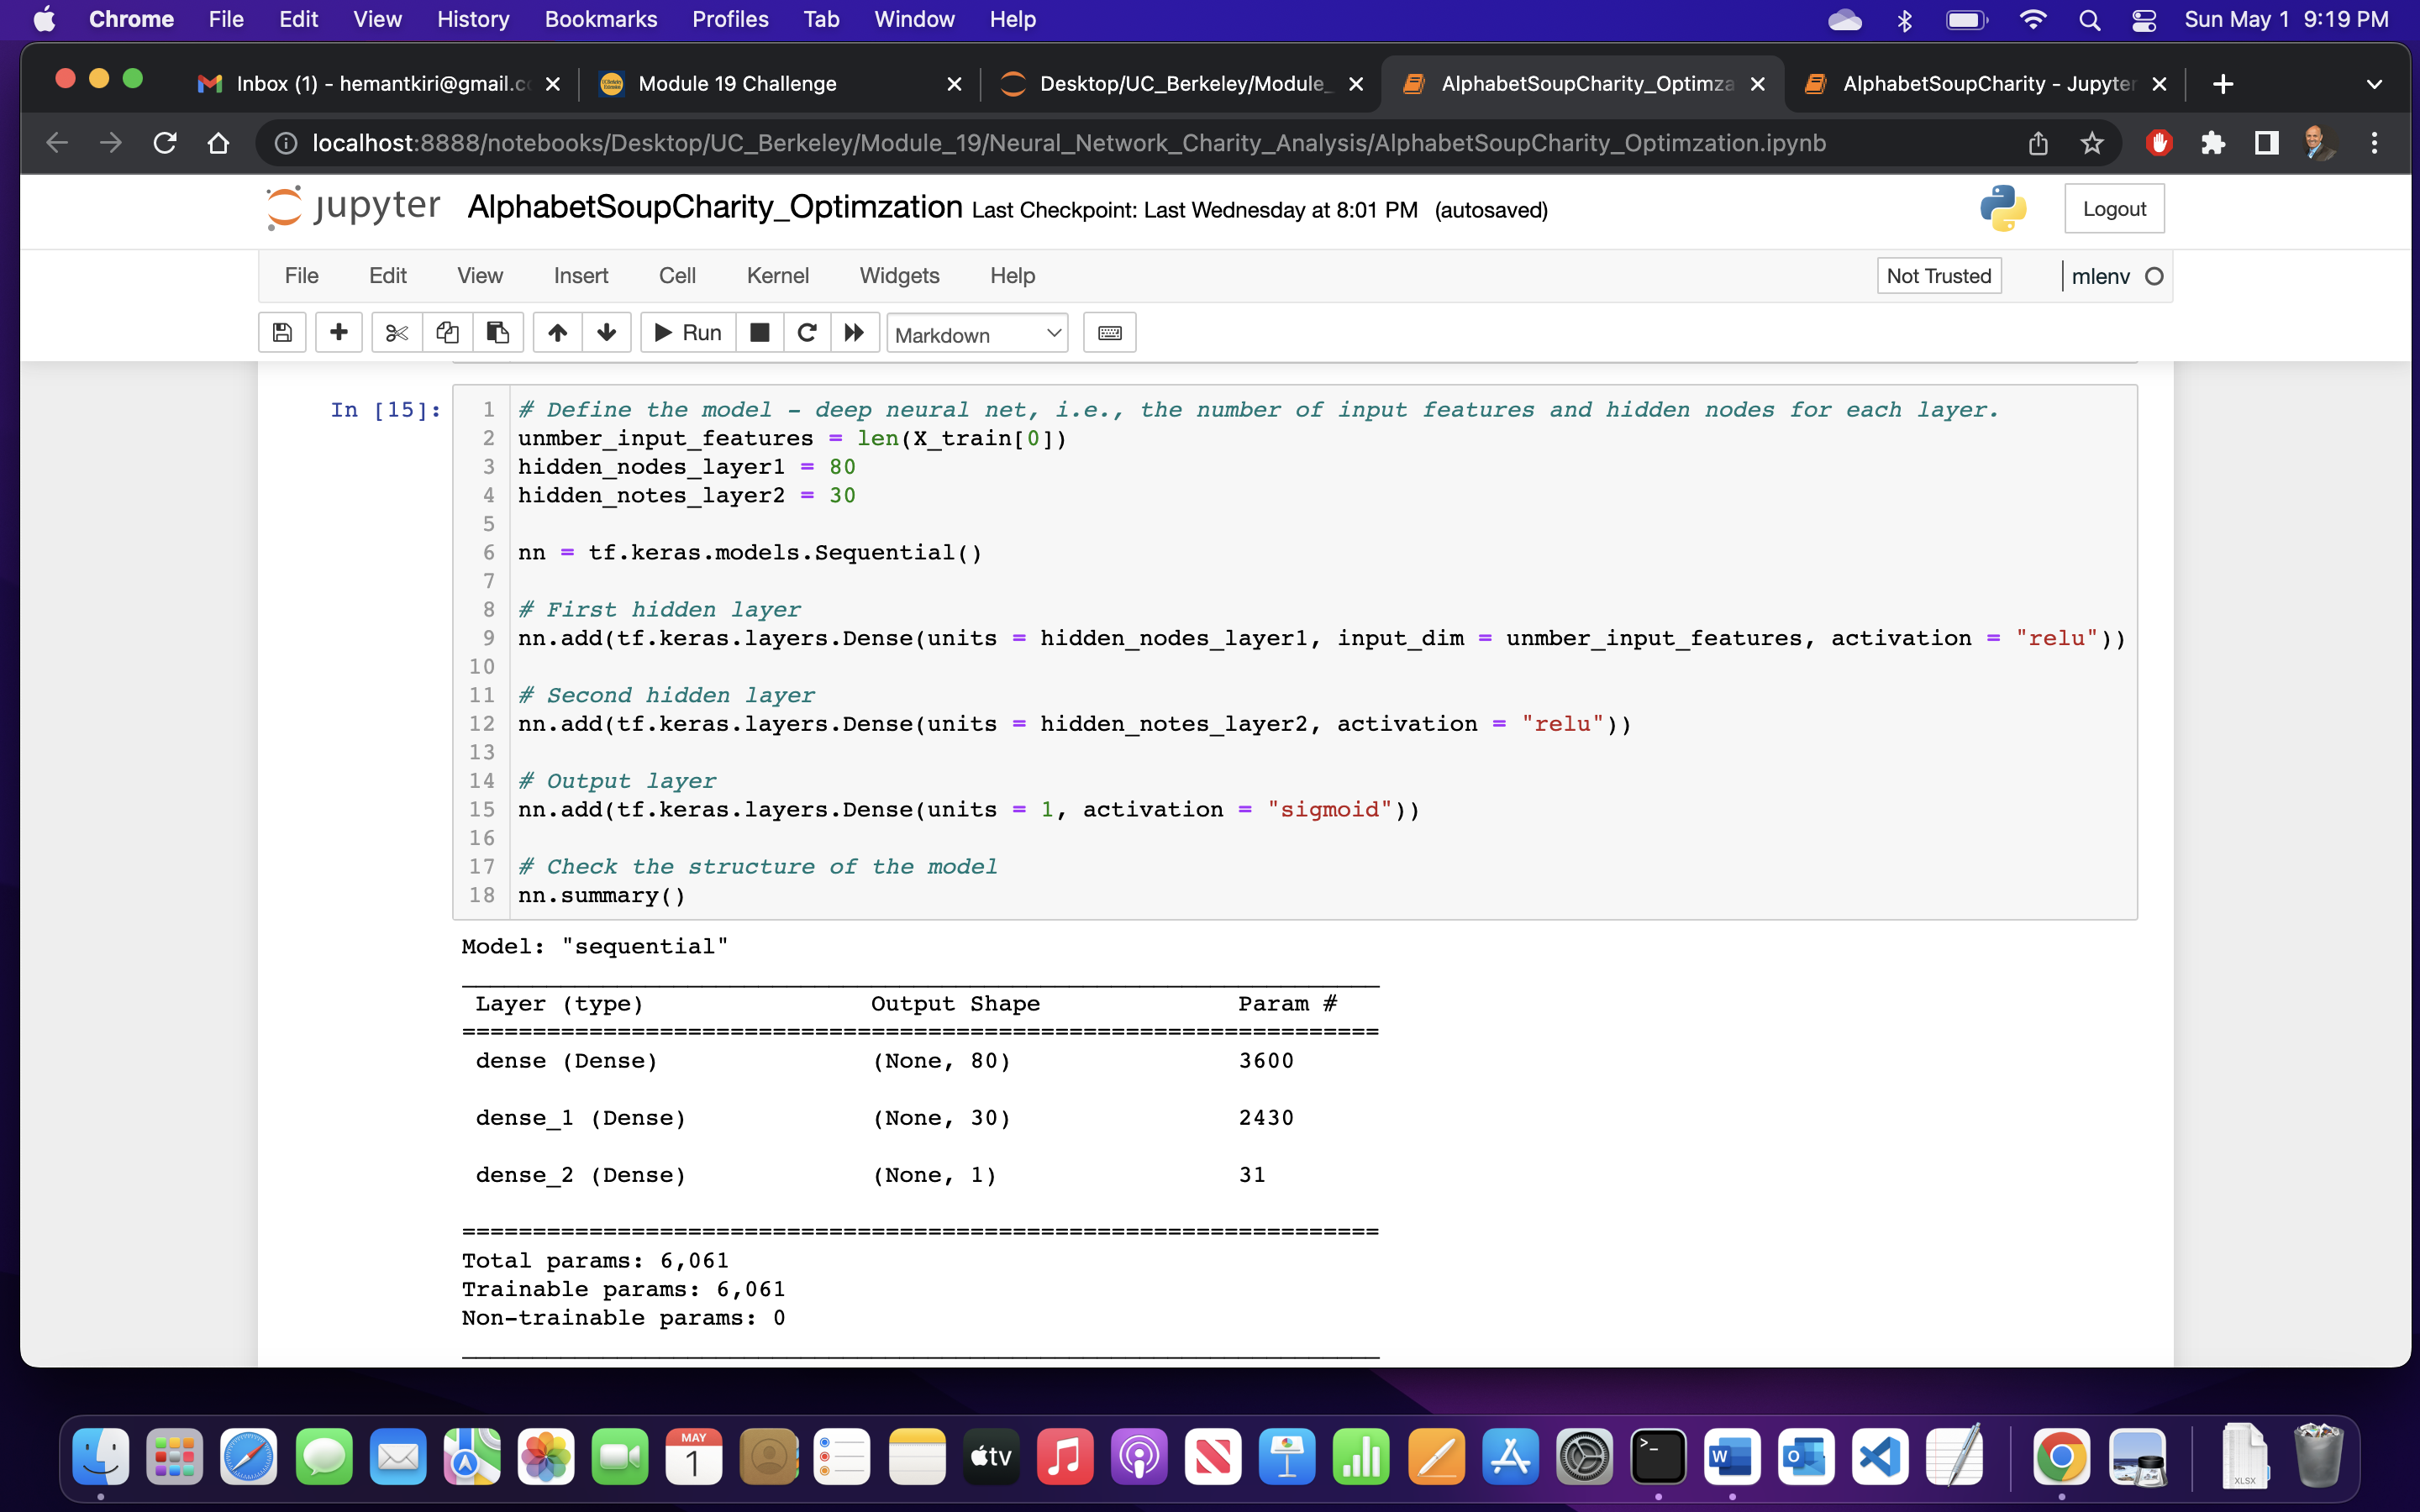 Chrome File Edit View History Bookmarks Profiles Tab Window Help Sun May 1 9:19 PM
Inbox (1) - hemantkiri@gmail.c Module 19 Challenge Desktop/UC_Berkeley/Module_ AlphabetSoupCharity_Optimza AlphabetSoupCharity - Jupyter
localhost:8888/notebooks/Desktop/UC_Berkeley/Module_19/Neural_Network_Charity_Analysis/AlphabetSoupCharity_Optimzation.ipynb
jupyter AlphabetSoupCharity_Optimzation Last Checkpoint: Last Wednesday at 8:01 PM (autosaved) Logout
File Edit View Insert Cell Kernel Widgets Help Not Trusted mlenv
Run Markdown
In [15]: 1 # Define the model - deep neural net, i.e., the number of input features and hidden nodes for each layer.
2 unmber_input_features = len(X_train[0])
3 hidden_nodes_layer1 = 80
4 hidden_notes_layer2 = 30
5
6 nn = tf.keras.models.Sequential()
7
8 # First hidden layer
9 nn.add(tf.keras.layers.Dense(units = hidden_nodes_layer1, input_dim = unmber_input_features, activation = "relu"))
10
11 # Second hidden layer
12 nn.add(tf.keras.layers.Dense(units = hidden_notes_layer2, activation = "relu"))
13
14 # Output layer
15 nn.add(tf.keras.layers.Dense(units = 1, activation = "sigmoid"))
16
17 # Check the structure of the model
18 nn.summary()
Model: "sequential"
Layer (type) Output Shape Param #
=================================================================
dense (Dense) (None, 80) 3600
dense_1 (Dense) (None, 30) 2430
dense_2 (Dense) (None, 1) 31
=================================================================
Total params: 6,061
Trainable params: 6,061
Non-trainable params: 0
MAY
1
tv
>_
W
O
XLSX